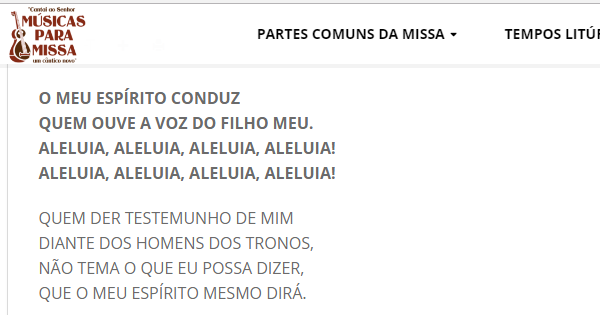 "Cantai ao Senhor
MÚSICAS
PARA
MISSA
um cântico novo"
PARTES COMUNS DA MISSA
TEMPOS LITÚR
O MEU ESPÍRITO CONDUZ
QUEM OUVE A VOZ DO FILHO MEU.
ALELUIA, ALELUIA, ALELUIA, ALELUIA!
ALELUIA, ALELUIA, ALELUIA, ALELUIA!
QUEM DER TESTEMUNHO DE MIM
DIANTE DOS HOMENS DOS TRONOS,
NÃO TEMA O QUE EU POSSA DIZER,
QUE O MEU ESPÍRITO MESMO DIRÁ.